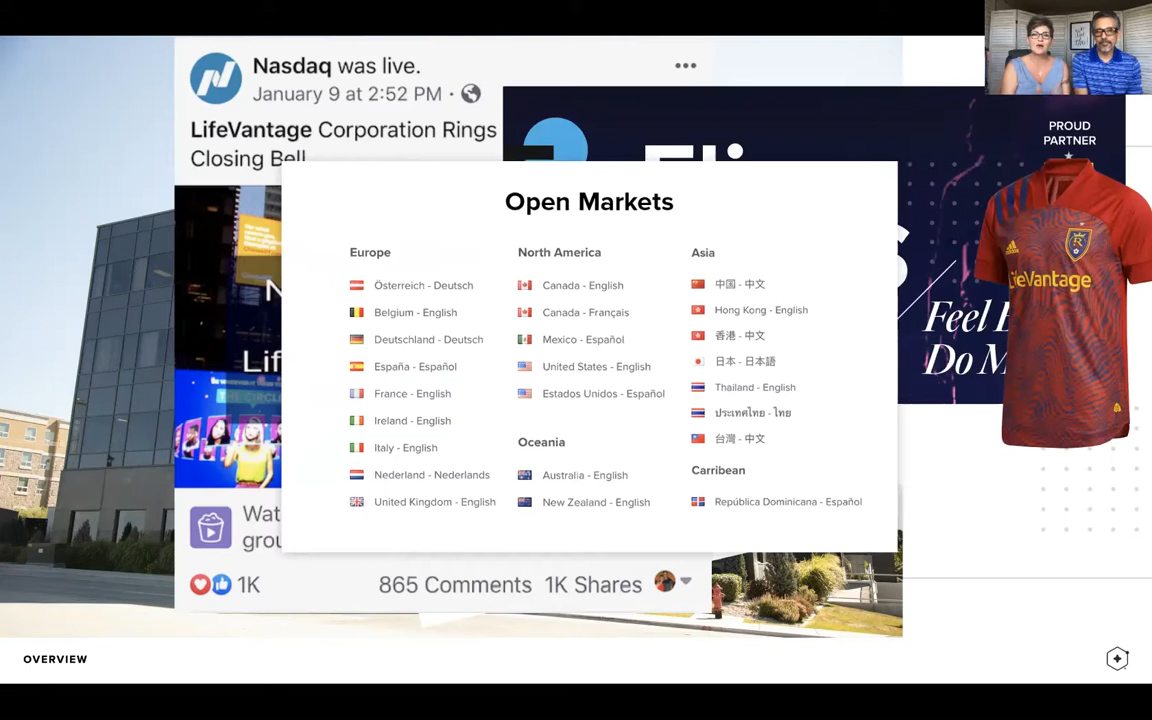 Nasdaq was live.
January 9 at 2:52 PM ·
LifeVantage Corporation Rings
Closing Bell
PROUD
PARTNER
Open Markets
Europe
Österreich - Deutsch
Belgium - English
Deutschland - Deutsch
España - Español
France - English
Ireland - English
Italy - English
Nederland - Nederlands
United Kingdom - English
North America
Canada - English
Canada - Français
Mexico - Español
United States - English
Estados Unidos - Español
Oceania
Australia - English
New Zealand - English
Asia
中国 - 中文
Hong Kong - English
香港 - 中文
日本 - 日本語
Thailand - English
ประเทศไทย - ไทย
台灣 - 中文
Carribean
República Dominicana - Español
Feel
Do
adidas
LifeVantage
1K
865 Comments
1K Shares
OVERVIEW